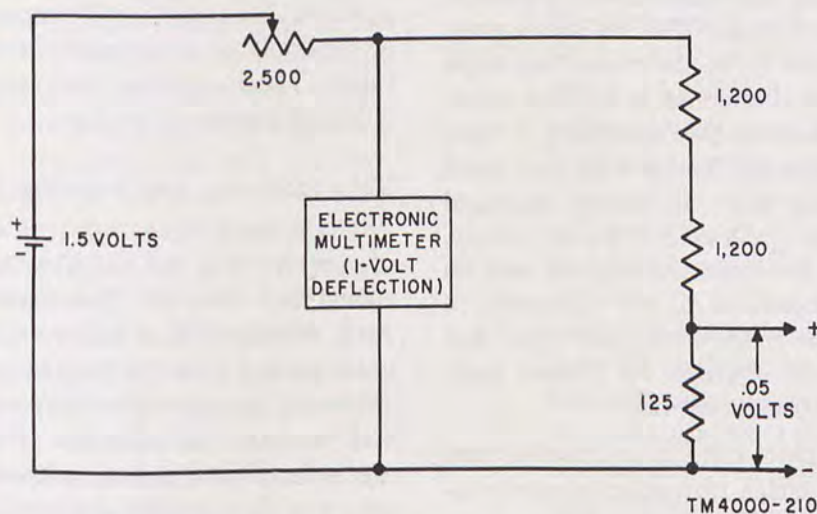 2,500
1,200
+
-
1.5 VOLTS
ELECTRONIC
MULTIMETER
(1-VOLT
DEFLECTION)
1,200
+
125
.05
VOLTS
-
TM4000-210